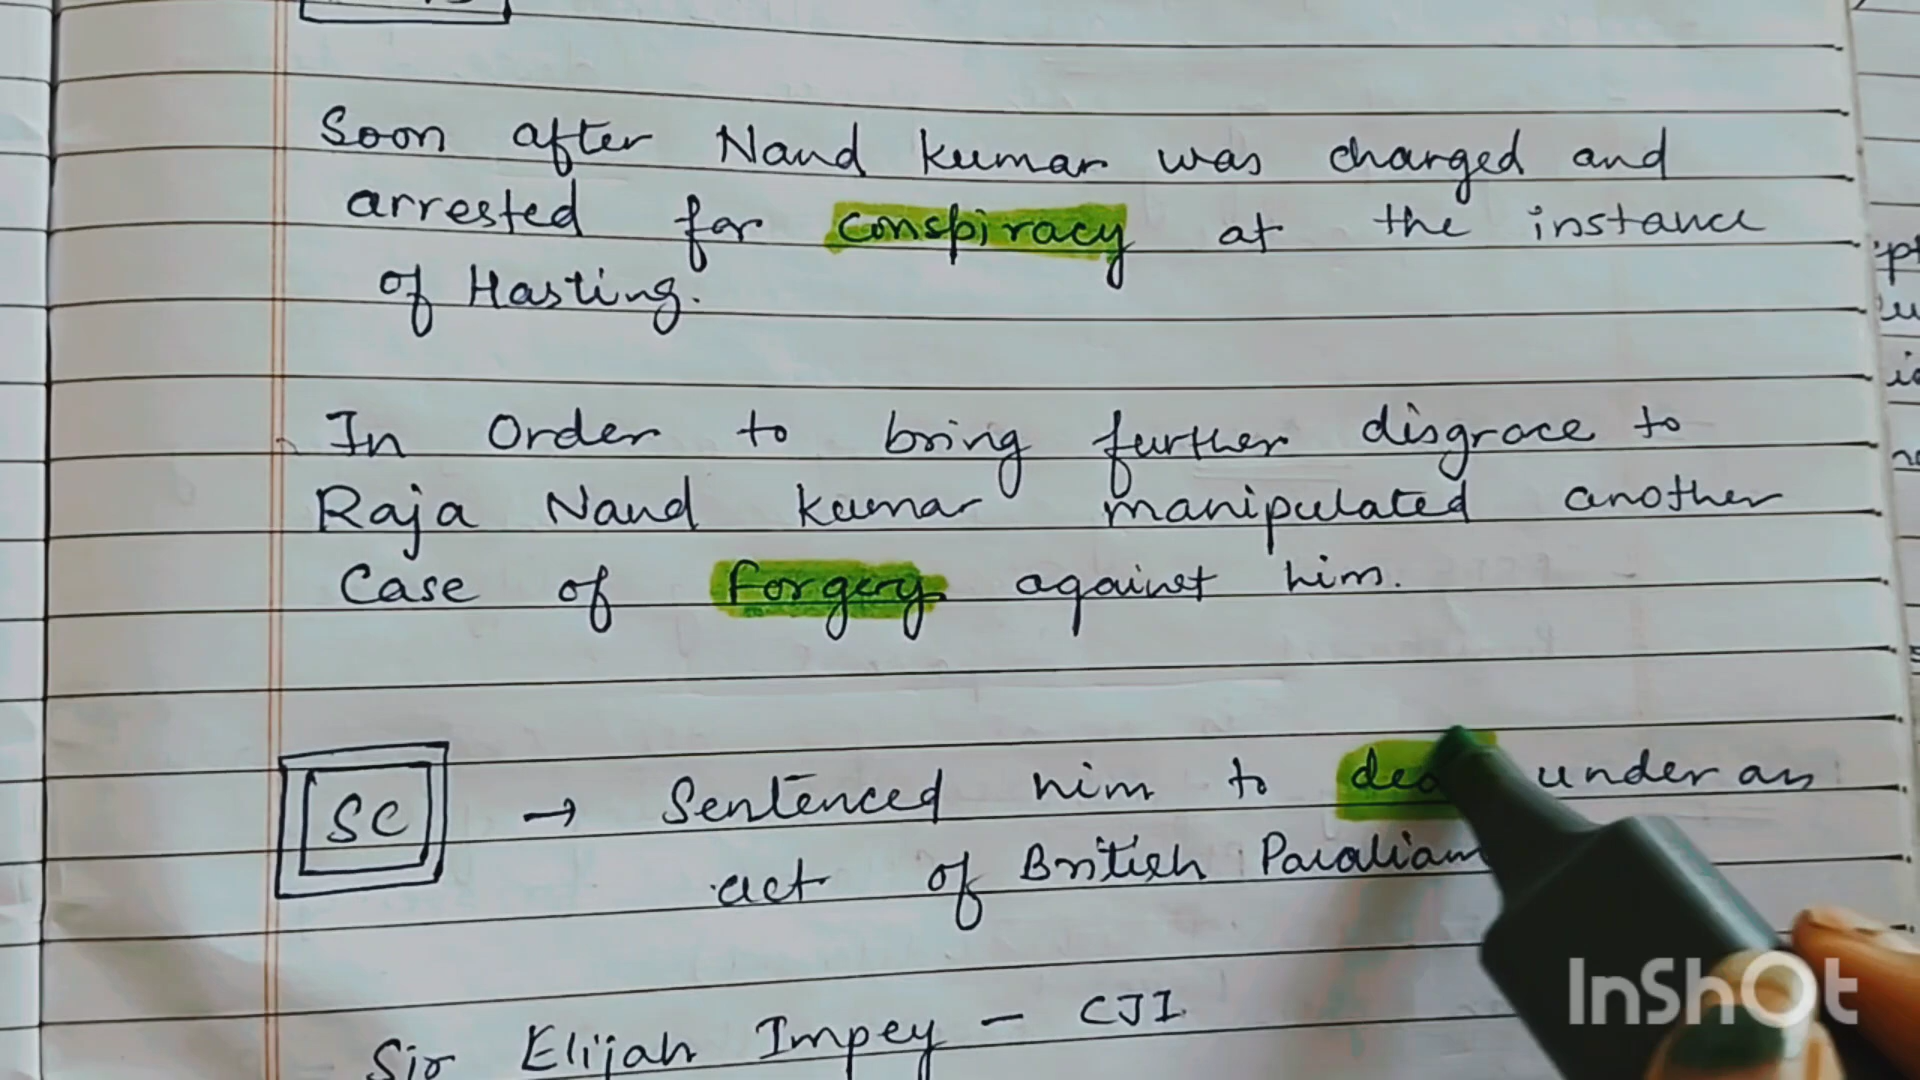 Soon after Nand Kumar was charged and
arrested for conspiracy at the instance
of Hasting.
In Order to bring further disgrace to
Raja Nand Kumar manipulated another
Case of forgery against him.
SC → Sentenced him to under an
act of British
Sir Elijah Impey - CJI
InShOt